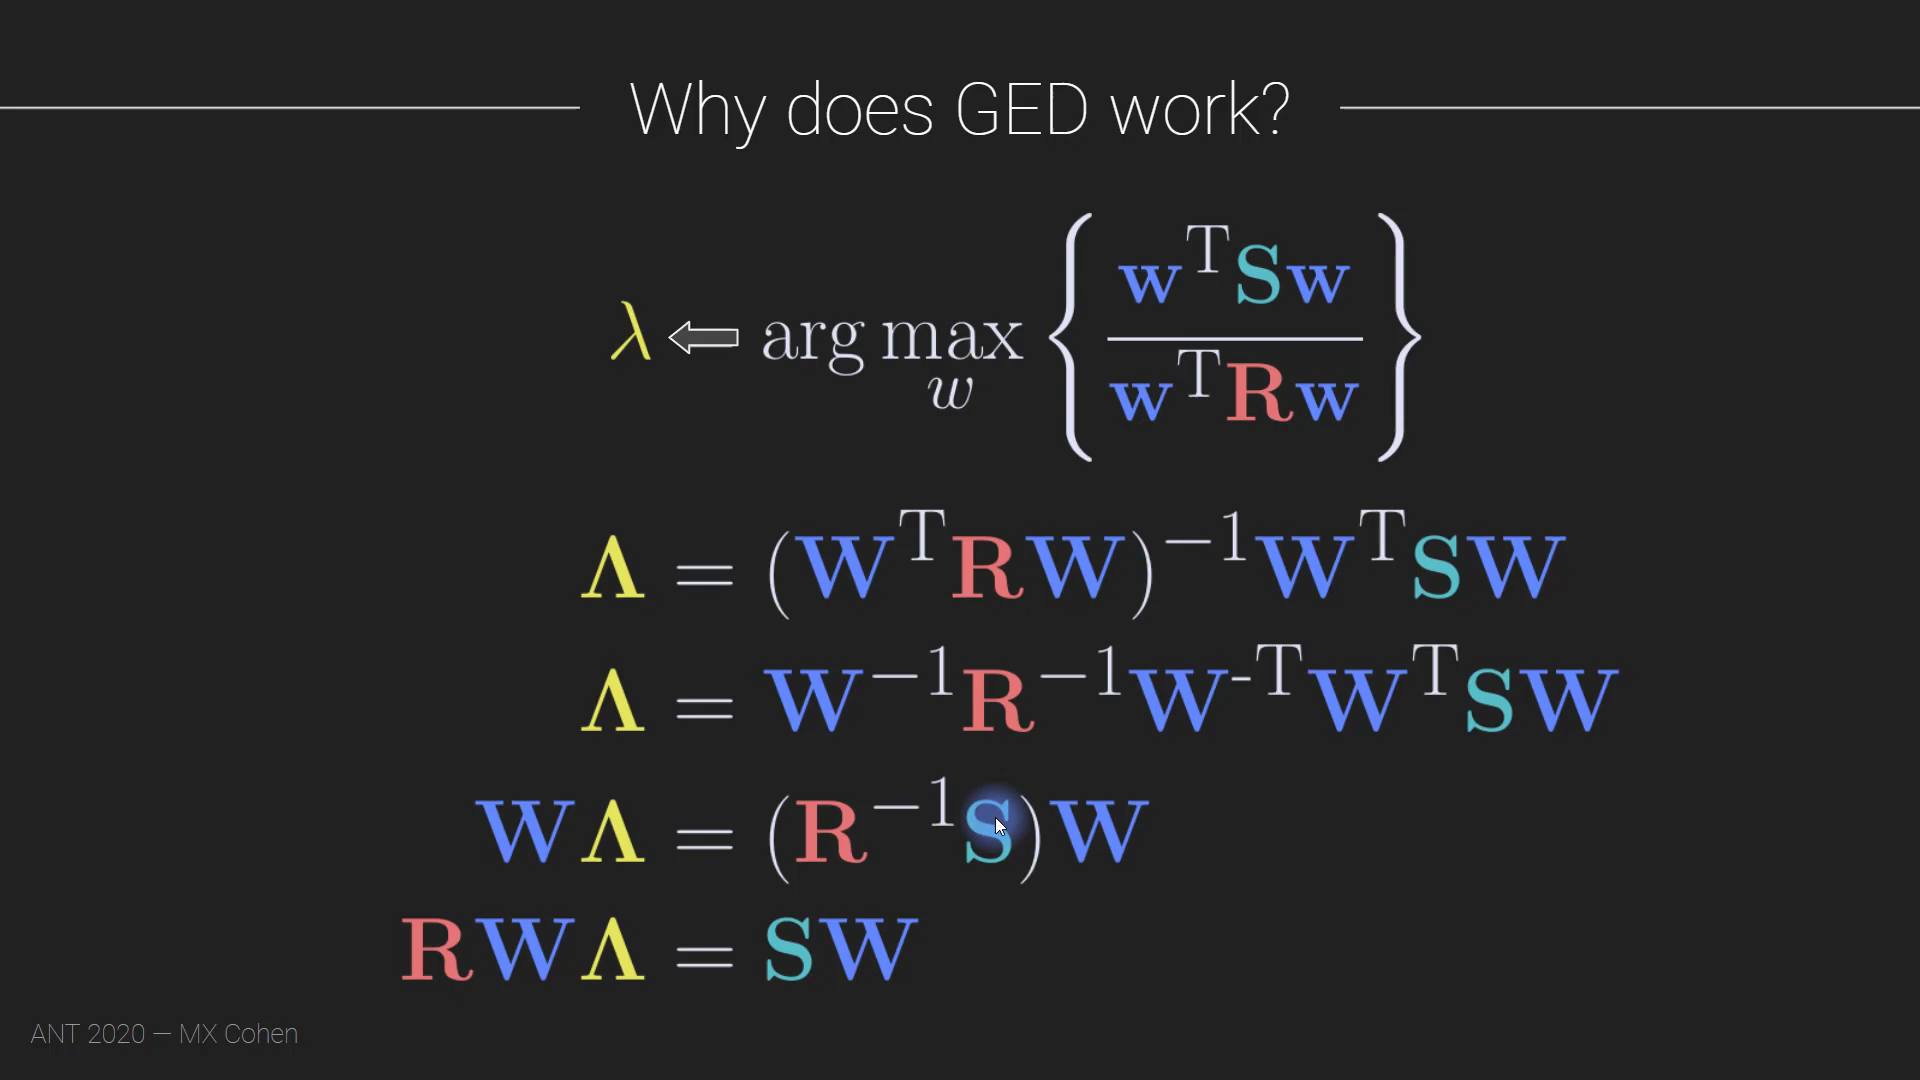 Why does GED work?
λ ⇐ arg max_w { wᵀSw / wᵀRw }
Λ = (WᵀRW)⁻¹WᵀSW
Λ = W⁻¹R⁻¹W⁻ᵀWᵀSW
WΛ = (R⁻¹S)W
RWΛ = SW
ANT 2020 — MX Cohen